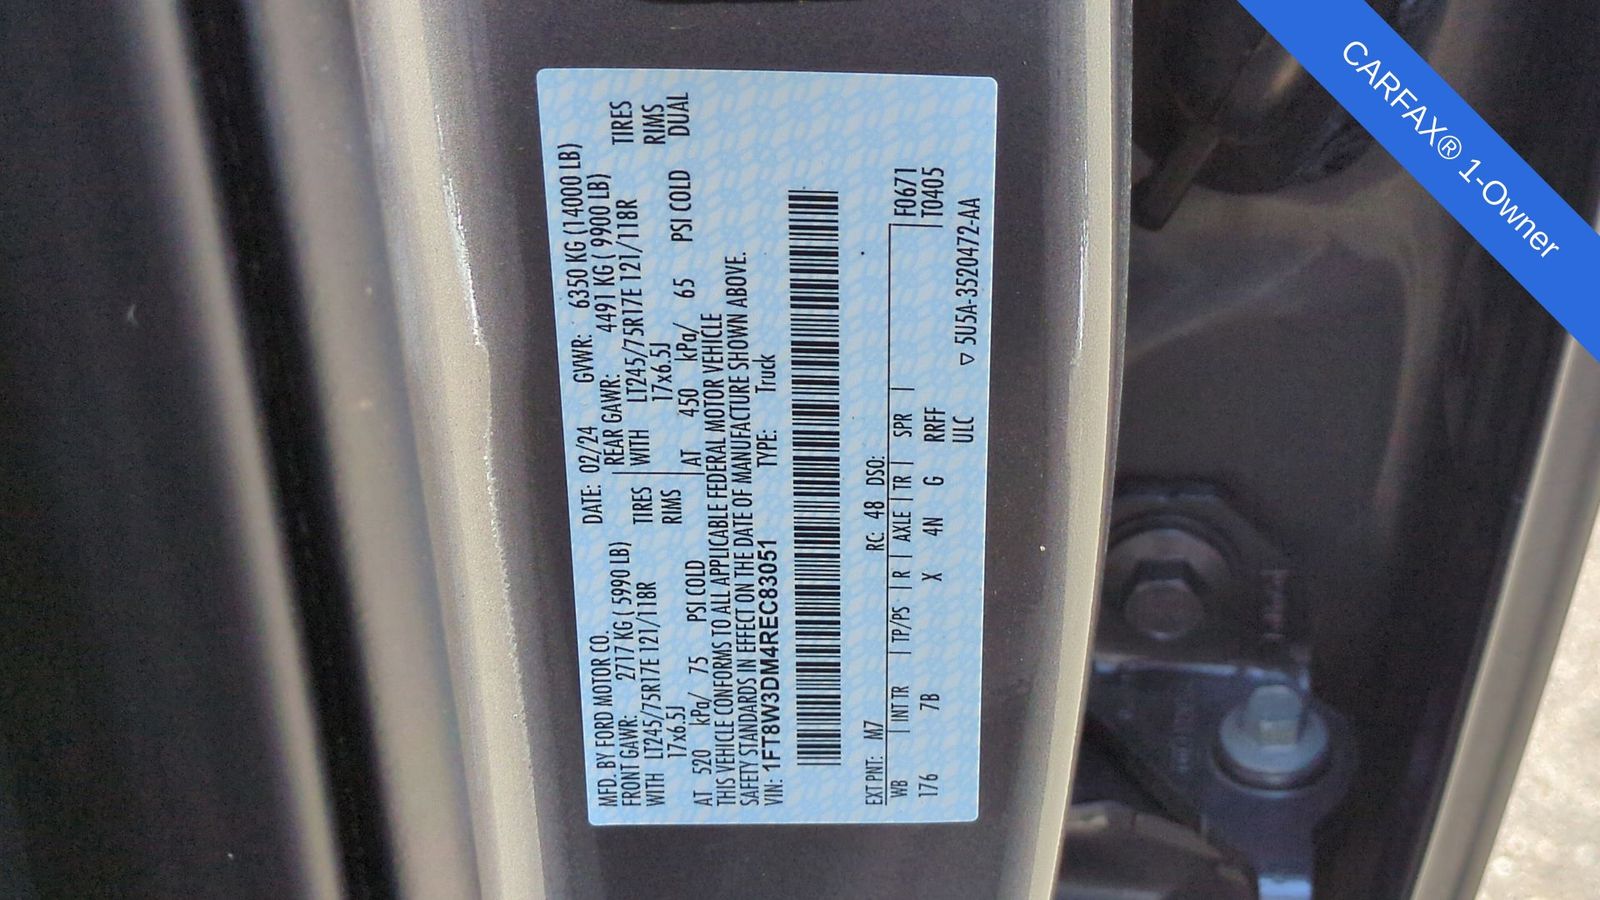 MFD. BY FORD MOTOR CO. DATE: 02/24 GVWR: 6350 KG (14000 LB)
FRONT GAWR: 2717 KG ( 5990 LB) REAR GAWR: 4491 KG ( 9900 LB)
WITH LT245/75R17E 121/118R TIRES WITH LT245/75R17E 121/118R TIRES
17x6.5J RIMS 17x6.5J RIMS
AT 520 kPa/ 75 PSI COLD AT 450 kPa/ 65 PSI COLD DUAL
THIS VEHICLE CONFORMS TO ALL APPLICABLE FEDERAL MOTOR VEHICLE
SAFETY STANDARDS IN EFFECT ON THE DATE OF MANUFACTURE SHOWN ABOVE.
VIN: 1FT8W3DM4REC83051 TYPE: Truck
EXT PNT: M7 RC: 48 DSO:
WB | INT TR | TP/PS | R | AXLE | TR | SPR | F0671
176 7B X 4N G RRFF T0405
ULC ▽ 5U5A-3520472-AA
CARFAX® 1-Owner